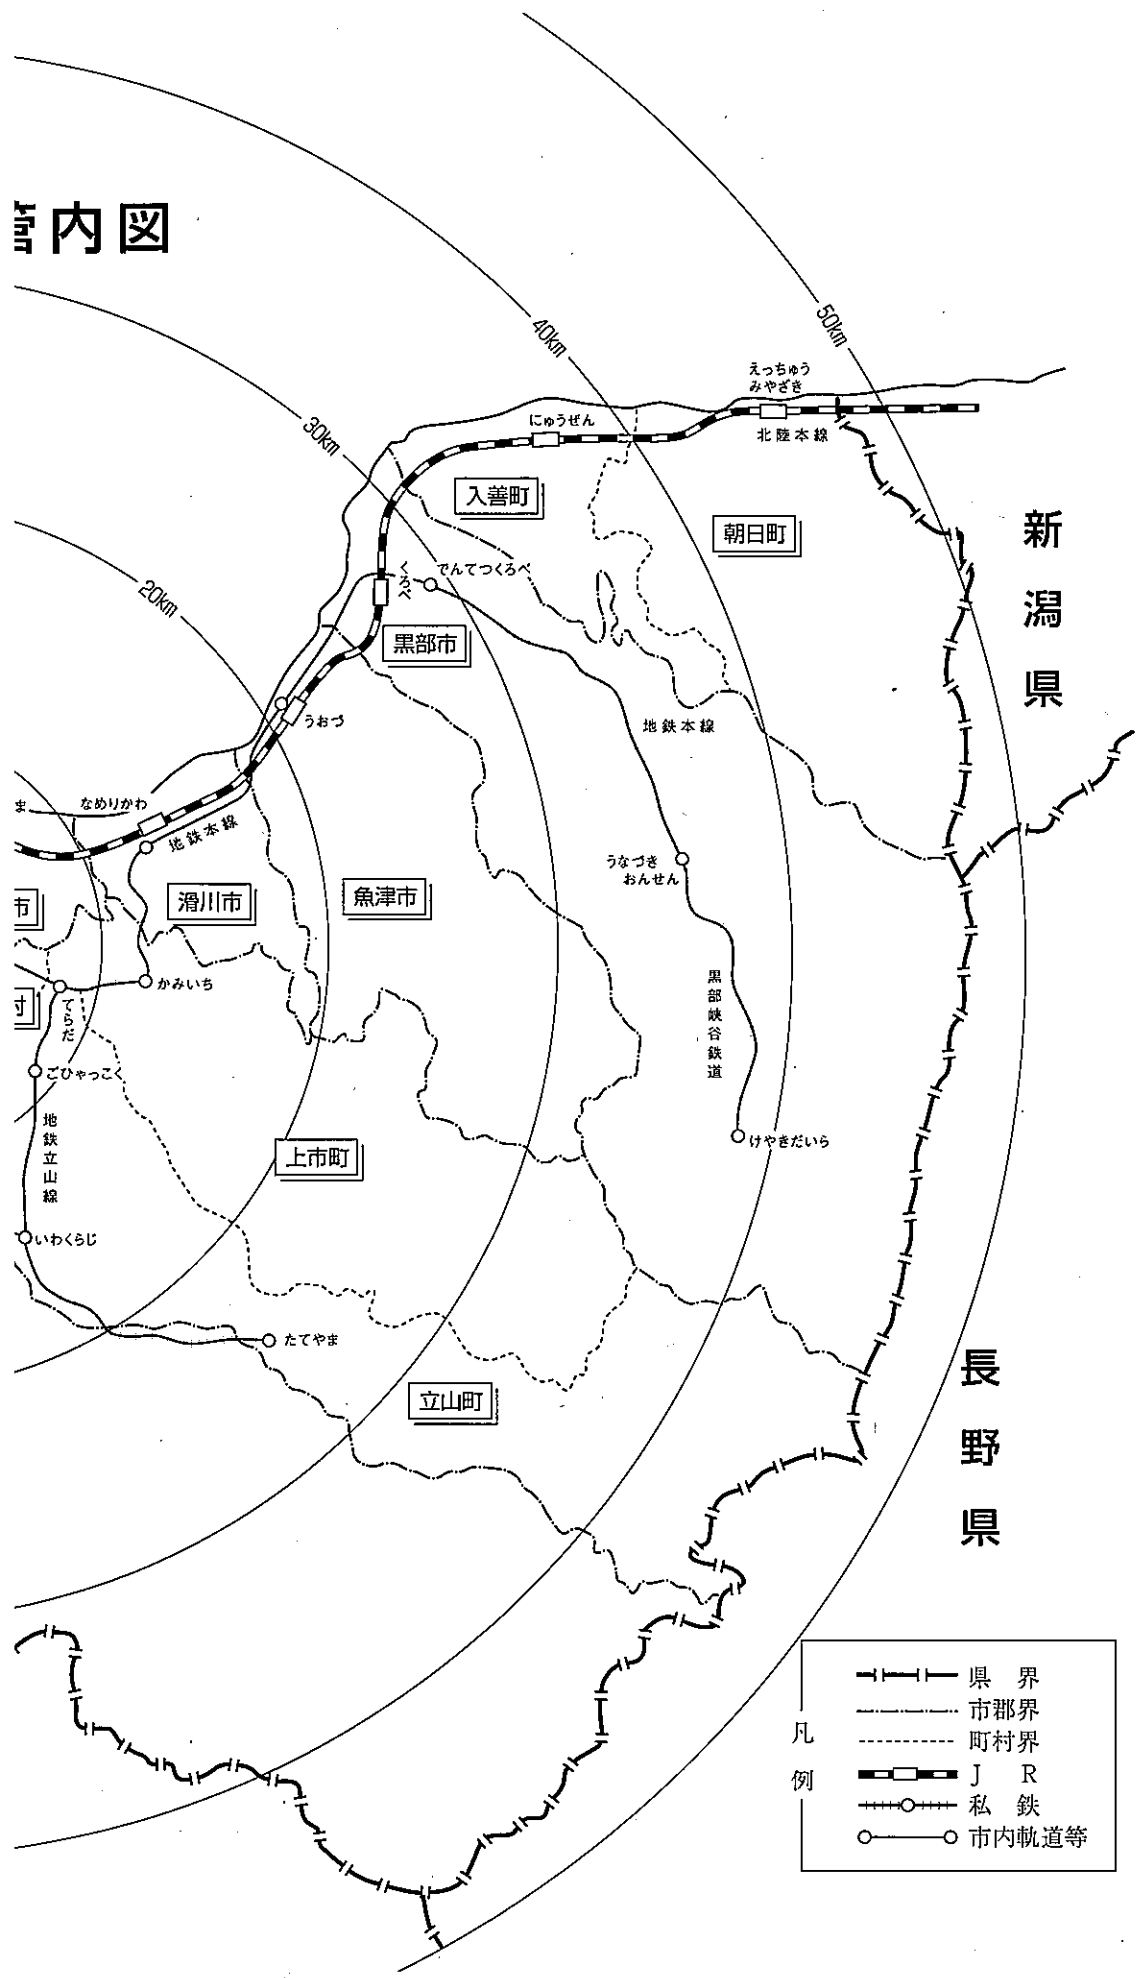 管内図
50km
40km
30km
20km
えっちゅう
みやざき
にゅうぜん
北陸本線
入善町
朝日町
新潟県
でんてつくろべ
くろべ
黒部市
うおづ
地鉄本線
ま
なめりかわ
地鉄本線
うなづき
おんせん
市
滑川市
魚津市
かみいち
村
てらだ
黒部峡谷鉄道
ごひゃっこく
地鉄立山線
けやきだいら
上市町
いわくらじ
たてやま
立山町
長野県
凡例
県 界
市郡界
町村界
J R
私 鉄
市内軌道等